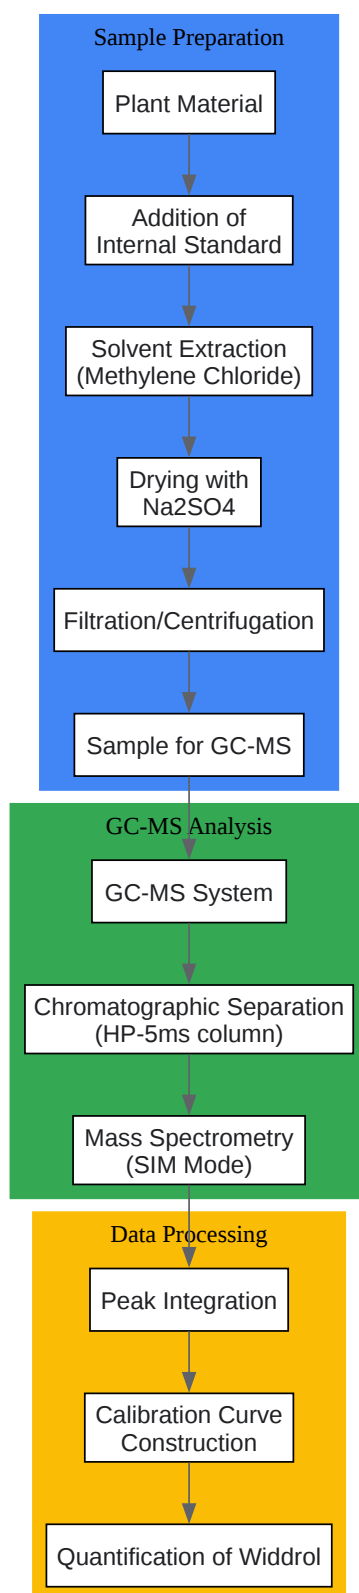 Sample Preparation
Plant Material
Addition of
Internal Standard
Solvent Extraction
(Methylene Chloride)
Drying with
Na2SO4
Filtration/Centrifugation
Sample for GC-MS
GC-MS Analysis
GC-MS System
Chromatographic Separation
(HP-5ms column)
Mass Spectrometry
(SIM Mode)
Data Processing
Peak Integration
Calibration Curve
Construction
Quantification of Widdrol